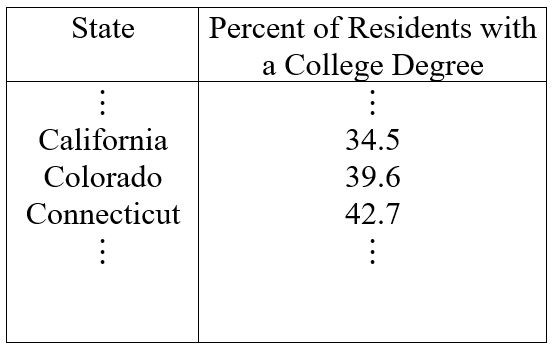 State Percent of Residents with
a College Degree
⋮ ⋮
California 34.5
Colorado 39.6
Connecticut 42.7
⋮ ⋮